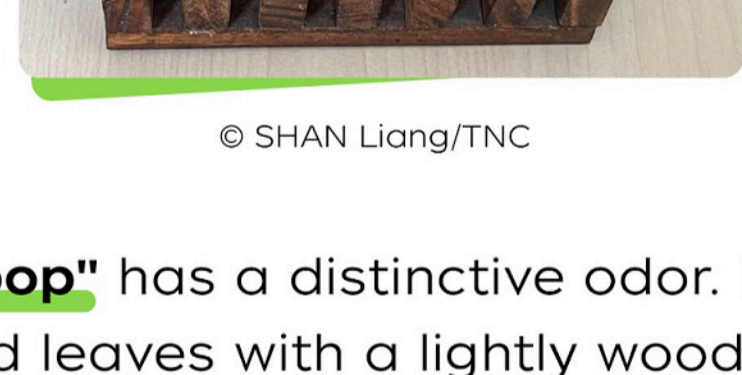 © SHAN Liang/TNC
op" has a distinctive odor.
leaves with a lightly wood